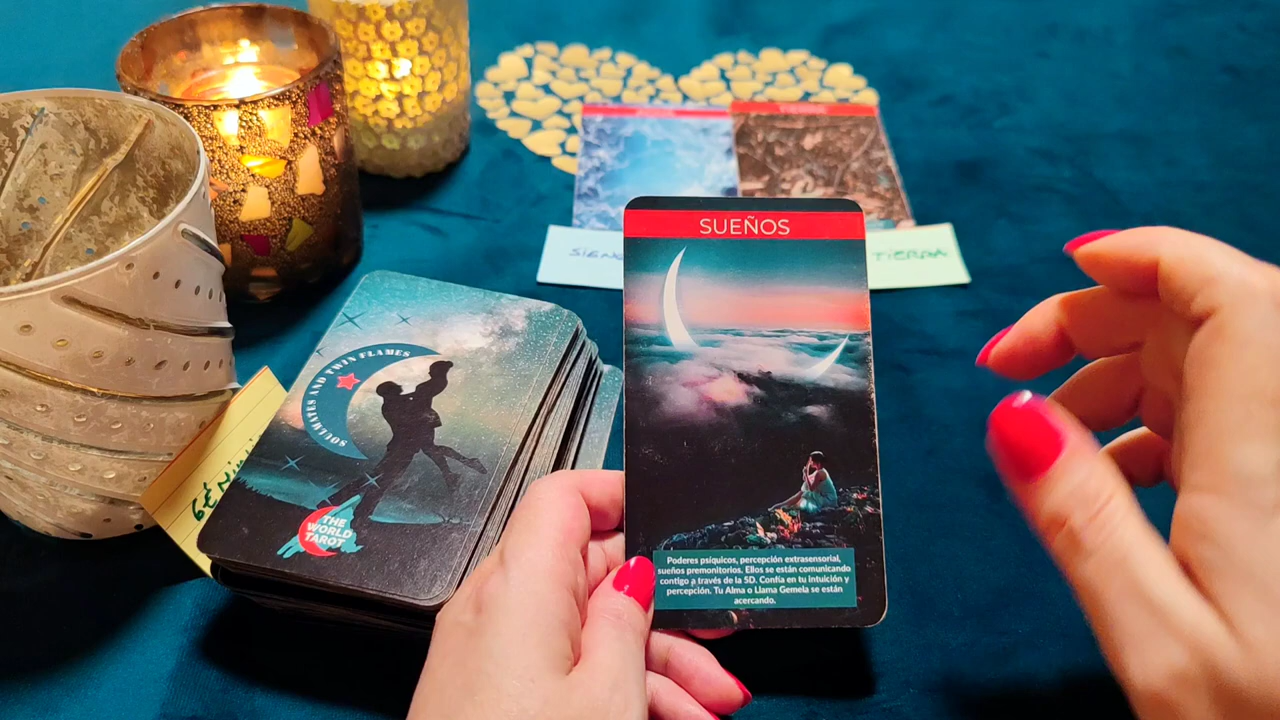 SUEÑOS
TIERRA
SOULMATES AND TWIN FLAMES
THE
WORLD
TAROT
Poderes psíquicos, percepción extrasensorial,
sueños premonitorios. Ellos se están comunicando
contigo a través de la 5D. Confía en tu intuición y
percepción. Tu Alma o Llama Gemela se están
acercando.